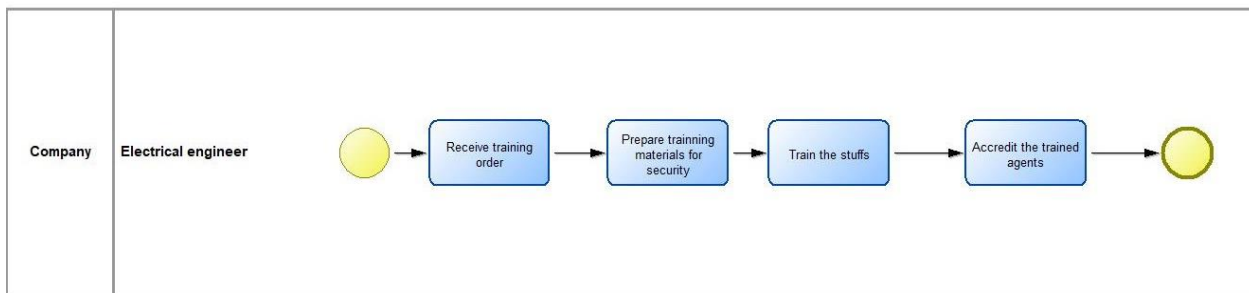 Company
Electrical engineer
Receive training
order
Prepare trainning
materials for
security
Train the stuffs
Accredit the trained
agents